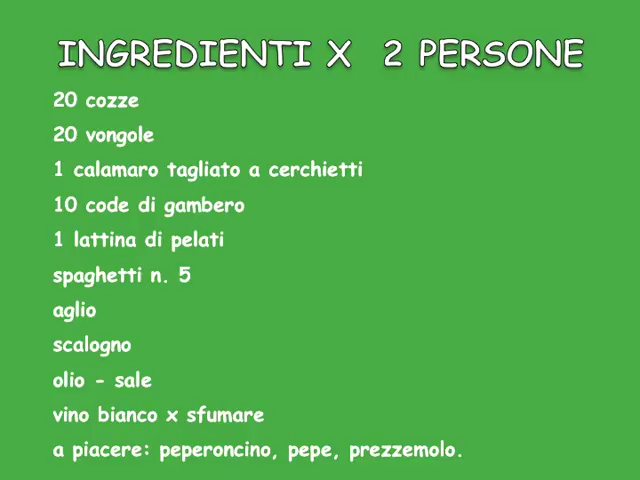 INGREDIENTI X 2 PERSONE
20 cozze
20 vongole
1 calamaro tagliato a cerchietti
10 code di gambero
1 lattina di pelati
spaghetti n. 5
aglio
scalogno
olio - sale
vino bianco x sfumare
a piacere: peperoncino, pepe, prezzemolo.